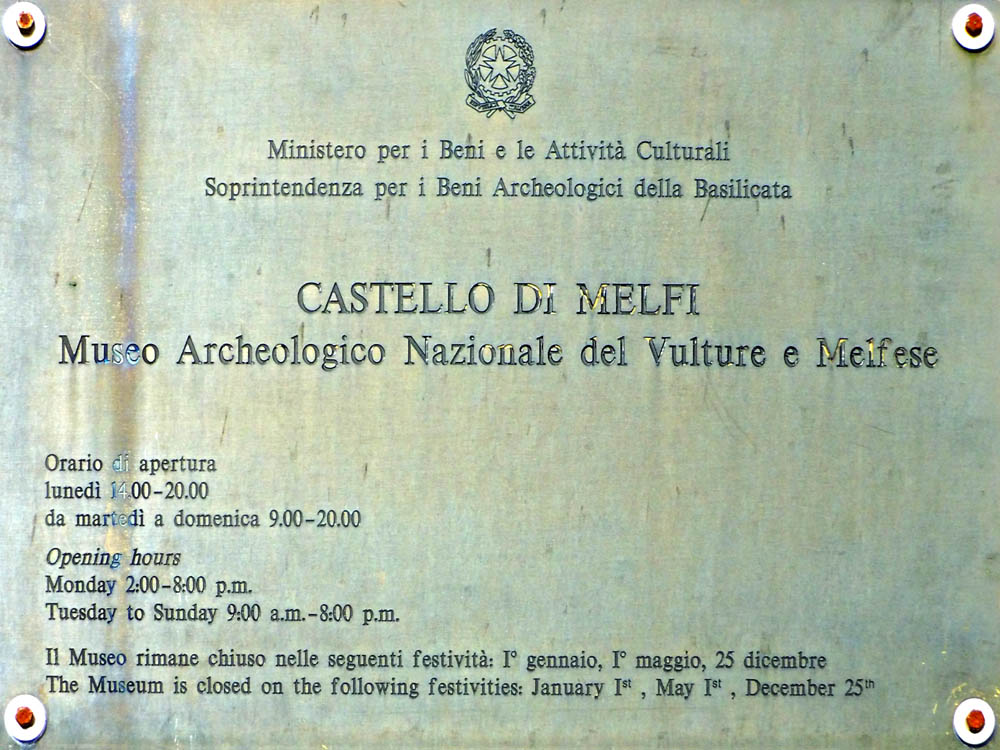 Ministero per i Beni e le Attività Culturali
Soprintendenza per i Beni Archeologici della Basilicata
CASTELLO DI MELFI
Museo Archeologico Nazionale del Vulture e Melfese
Orario di apertura
lunedì 14.00-20.00
da martedì a domenica 9.00-20.00
Opening hours
Monday 2:00-8:00 p.m.
Tuesday to Sunday 9:00 a.m.-8:00 p.m.
Il Museo rimane chiuso nelle seguenti festività: I° gennaio, I° maggio, 25 dicembre
The Museum is closed on the following festivities: January Iˢᵗ , May Iˢᵗ , December 25ᵗʰ